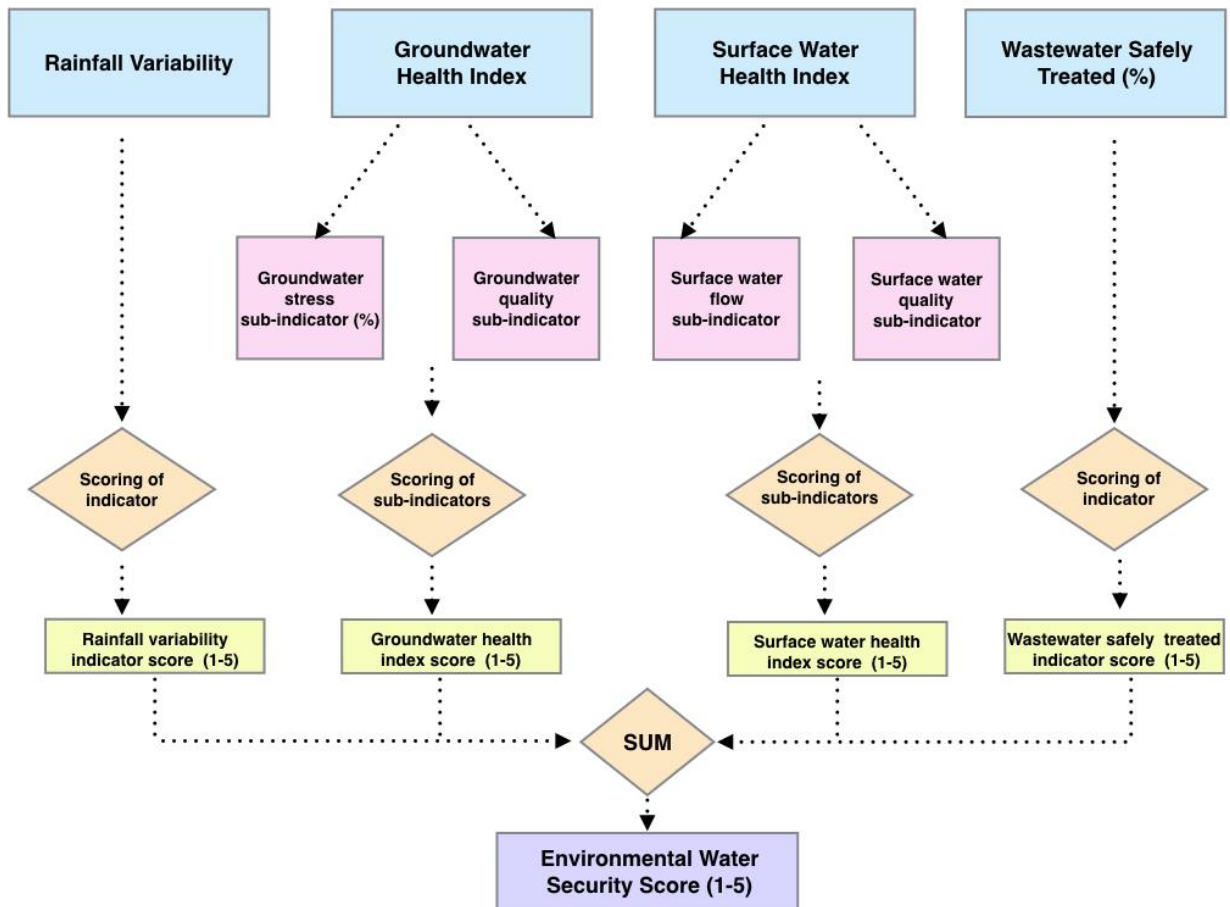 Rainfall Variability
Groundwater
Health Index
Surface Water
Health Index
Wastewater Safely
Treated (%)
Groundwater
stress
sub-indicator (%)
Groundwater
quality
sub-indicator
Surface water
flow
sub-indicator
Surface water
quality
sub-indicator
Scoring of
indicator
Scoring of
sub-indicators
Scoring of
sub-indicators
Scoring of
indicator
Rainfall variability
indicator score (1-5)
Groundwater health
index score (1-5)
Surface water health
index score (1-5)
Wastewater safely treated
indicator score (1-5)
SUM
Environmental Water
Security Score (1-5)